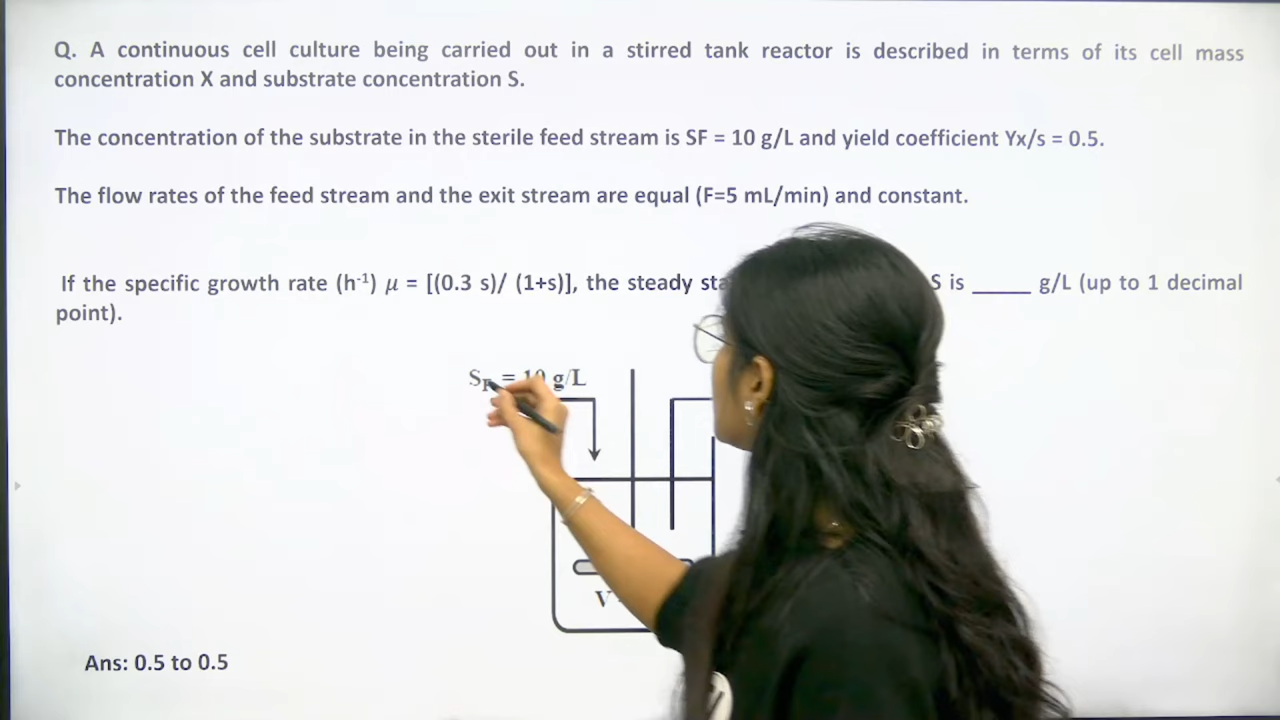 Q. A continuous cell culture being carried out in a stirred tank reactor is described in terms of its cell mass
concentration X and substrate concentration S.
The concentration of the substrate in the sterile feed stream is SF = 10 g/L and yield coefficient Yx/s = 0.5.
The flow rates of the feed stream and the exit stream are equal (F=5 mL/min) and constant.
If the specific growth rate (h⁻¹) μ = [(0.3 s)/ (1+s)], the steady S is _____ g/L (up to 1 decimal
point).
S_F = 10 g/L
V
Ans: 0.5 to 0.5